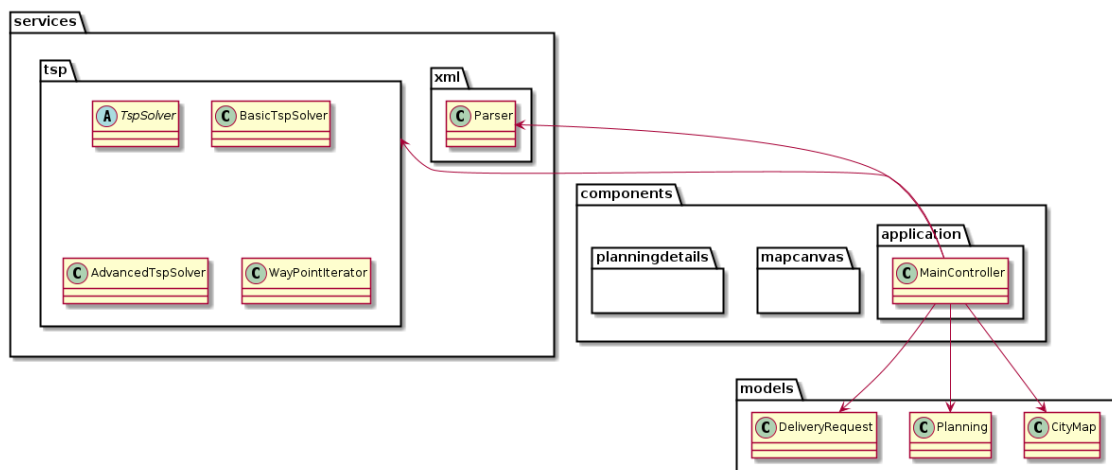 services
tsp
xml
A TspSolver
C BasicTspSolver
C Parser
components
application
planningdetails
mapcanvas
C AdvancedTspSolver
C WayPointIterator
C MainController
models
C DeliveryRequest
C Planning
C CityMap